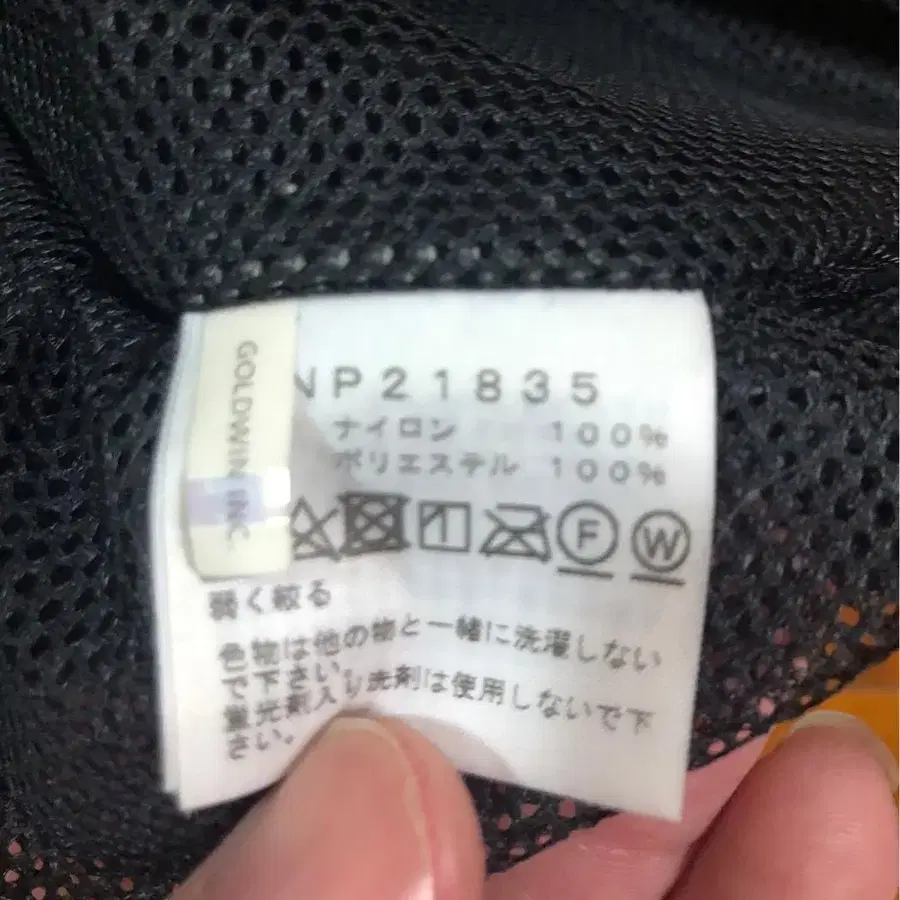 GOLDWIN INC.
NP21835
ナイロン 100%
ポリエステル 100%
F W
弱く絞る
色物は他の物と一緒に洗濯しない
で下さい。
蛍光剤入り洗剤は使用しないで下
さい。